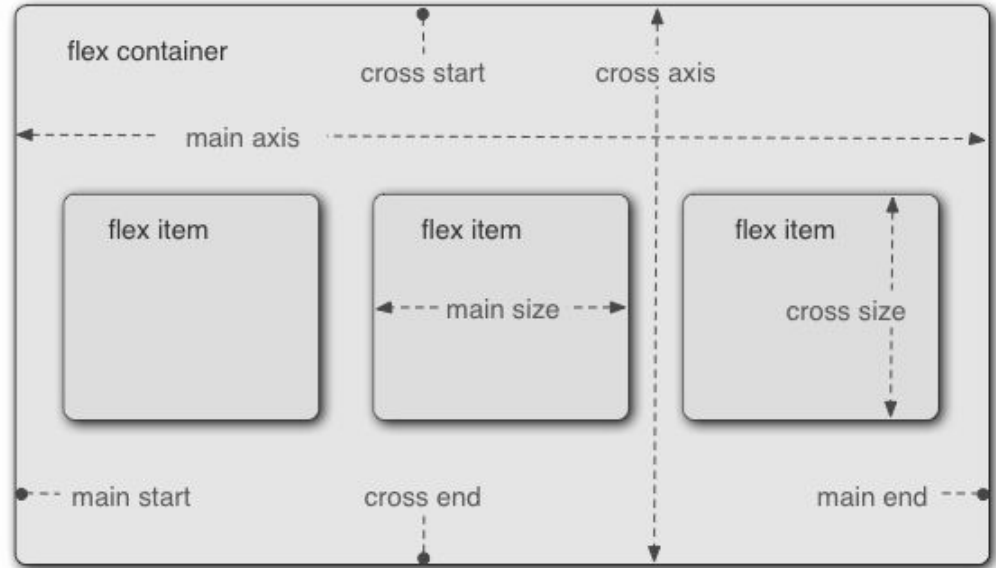 flex container
cross start
cross axis
main axis
flex item
flex item
flex item
main size
cross size
main start
cross end
main end